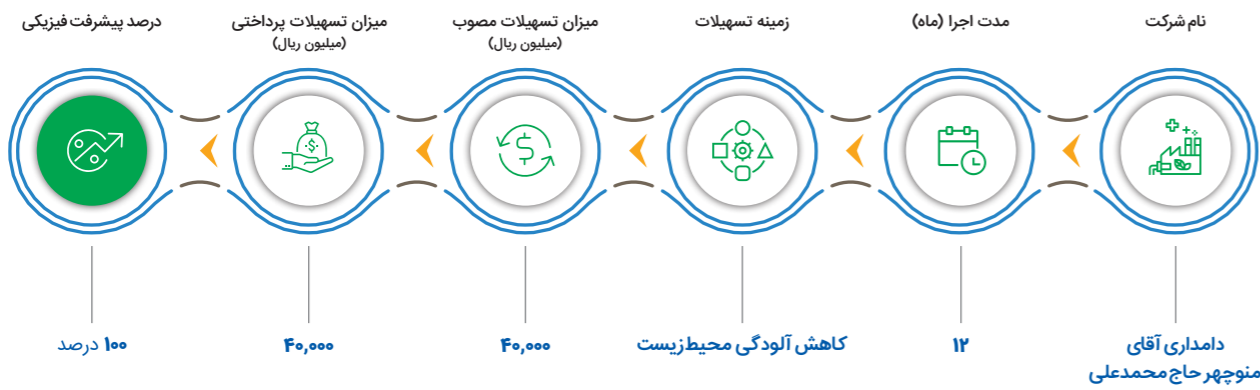 نام شرکت
مدت اجرا (ماه)
زمینه تسهیلات
میزان تسهیلات مصوب
(میلیون ریال)
میزان تسهیلات پرداختی
(میلیون ریال)
درصد پیشرفت فیزیکی
دامداری آقای
منوچهر حاج‌محمدعلی
۱۲
کاهش آلودگی محیط‌زیست
۴۰,۰۰۰
۴۰,۰۰۰
۱۰۰ درصد